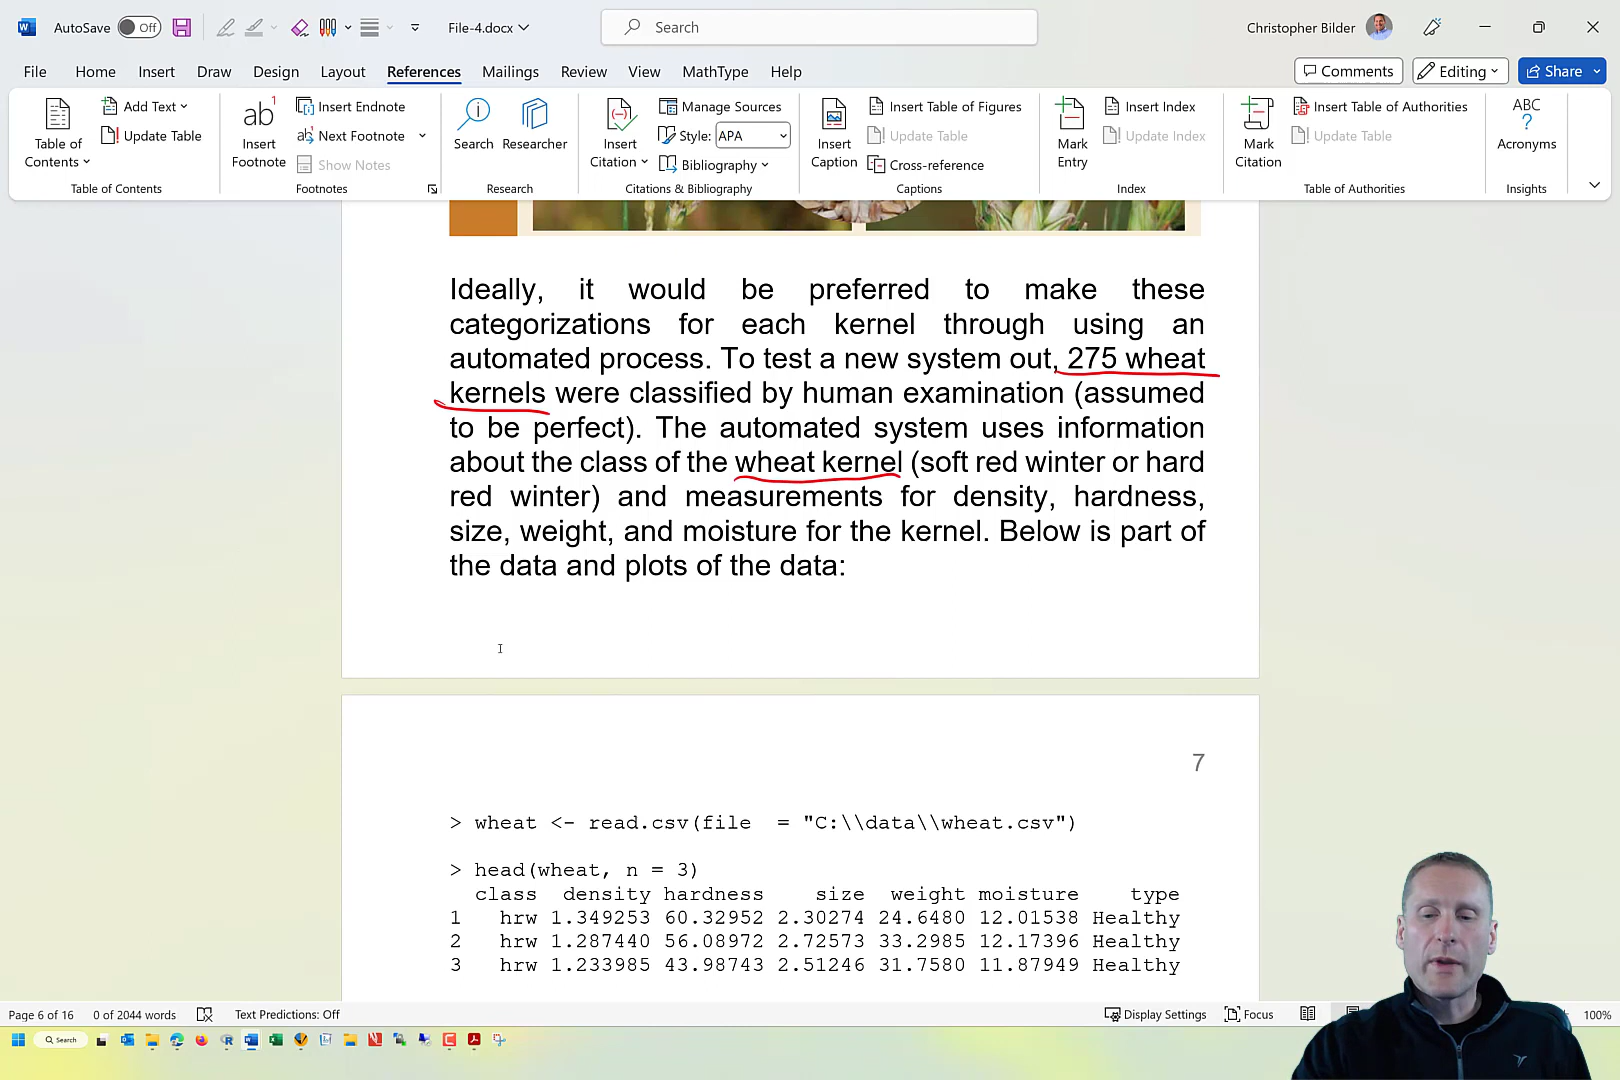 AutoSave Off File-4.docx Search Christopher Bilder
File Home Insert Draw Design Layout References Mailings Review View MathType Help Comments Editing Share
Table of Contents
Add Text
Update Table
Table of Contents
ab1
Insert Footnote
Insert Endnote
Next Footnote
Show Notes
Footnotes
Search
Researcher
Research
Insert Citation
Manage Sources
Style: APA
Bibliography
Citations & Bibliography
Insert Caption
Insert Table of Figures
Update Table
Cross-reference
Captions
Mark Entry
Insert Index
Update Index
Index
Mark Citation
Insert Table of Authorities
Update Table
Table of Authorities
ABC
?
Acronyms
Insights
Ideally, it would be preferred to make these
categorizations for each kernel through using an
automated process. To test a new system out, 275 wheat
kernels were classified by human examination (assumed
to be perfect). The automated system uses information
about the class of the wheat kernel (soft red winter or hard
red winter) and measurements for density, hardness,
size, weight, and moisture for the kernel. Below is part of
the data and plots of the data:
7
> wheat <- read.csv(file = "C:\\data\\wheat.csv")
> head(wheat, n = 3)
class density hardness size weight moisture type
1 hrw 1.349253 60.32952 2.30274 24.6480 12.01538 Healthy
2 hrw 1.287440 56.08972 2.72573 33.2985 12.17396 Healthy
3 hrw 1.233985 43.98743 2.51246 31.7580 11.87949 Healthy
Page 6 of 16 0 of 2044 words Text Predictions: Off Display Settings Focus 100%
Search